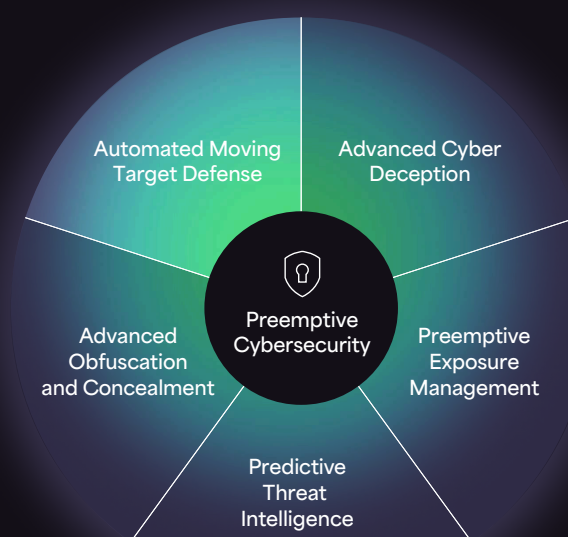 Automated Moving
Target Defense
Advanced Cyber
Deception
Preemptive
Cybersecurity
Advanced
Obfuscation
and Concealment
Preemptive
Exposure
Management
Predictive
Threat
Intelligence